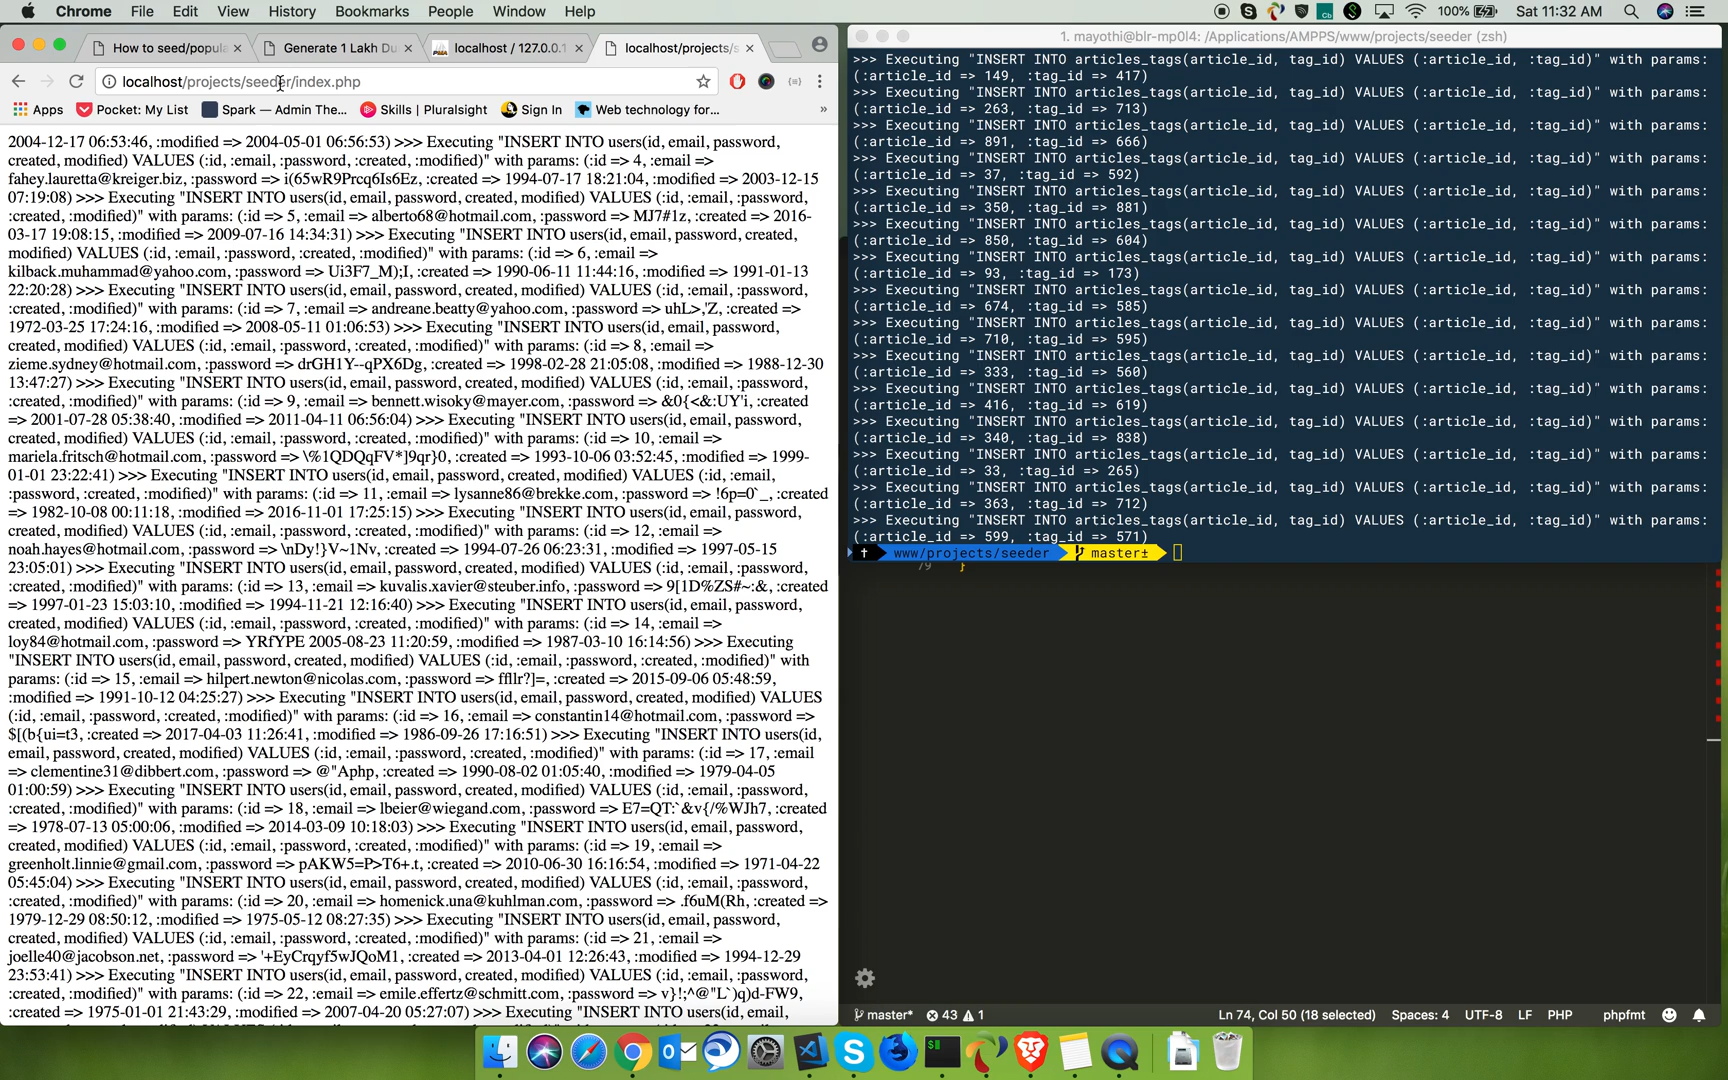 Chrome File Edit View History Bookmarks People Window Help
100% Sat 11:32 AM
How to seed/popula
Generate 1 Lakh Du
localhost / 127.0.0.1
localhost/projects/s
localhost/projects/seeder/index.php
Apps Pocket: My List Spark — Admin The... Skills | Pluralsight Sign In Web technology for... »
2004-12-17 06:53:46, :modified => 2004-05-01 06:56:53) >>> Executing "INSERT INTO users(id, email, password,
created, modified) VALUES (:id, :email, :password, :created, :modified)" with params: (:id => 4, :email =>
fahey.lauretta@kreiger.biz, :password => i(65wR9Prcq6Is6Ez, :created => 1994-07-17 18:21:04, :modified => 2003-12-15
07:19:08) >>> Executing "INSERT INTO users(id, email, password, created, modified) VALUES (:id, :email, :password,
:created, :modified)" with params: (:id => 5, :email => alberto68@hotmail.com, :password => MJ7#1z, :created => 2016-
03-17 19:08:15, :modified => 2009-07-16 14:34:31) >>> Executing "INSERT INTO users(id, email, password, created,
modified) VALUES (:id, :email, :password, :created, :modified)" with params: (:id => 6, :email =>
kilback.muhammad@yahoo.com, :password => Ui3F7_M);I, :created => 1990-06-11 11:44:16, :modified => 1991-01-13
22:20:28) >>> Executing "INSERT INTO users(id, email, password, created, modified) VALUES (:id, :email, :password,
:created, :modified)" with params: (:id => 7, :email => andreane.beatty@yahoo.com, :password => uhL>,'Z, :created =>
1972-03-25 17:24:16, :modified => 2008-05-11 01:06:53) >>> Executing "INSERT INTO users(id, email, password,
created, modified) VALUES (:id, :email, :password, :created, :modified)" with params: (:id => 8, :email =>
zieme.sydney@hotmail.com, :password => drGH1Y--qPX6Dg, :created => 1998-02-28 21:05:08, :modified => 1988-12-30
13:47:27) >>> Executing "INSERT INTO users(id, email, password, created, modified) VALUES (:id, :email, :password,
:created, :modified)" with params: (:id => 9, :email => bennett.wisoky@mayer.com, :password => &0{<&:UY'i, :created
=> 2001-07-28 05:38:40, :modified => 2011-04-11 06:56:04) >>> Executing "INSERT INTO users(id, email, password,
created, modified) VALUES (:id, :email, :password, :created, :modified)" with params: (:id => 10, :email =>
mariela.fritsch@hotmail.com, :password => \%1QDQqFV*]9qr}0, :created => 1993-10-06 03:52:45, :modified => 1999-
01-01 23:22:41) >>> Executing "INSERT INTO users(id, email, password, created, modified) VALUES (:id, :email,
:password, :created, :modified)" with params: (:id => 11, :email => lysanne86@brekke.com, :password => !6p=0`_, :created
=> 1982-10-08 00:11:18, :modified => 2016-11-01 17:25:15) >>> Executing "INSERT INTO users(id, email, password,
created, modified) VALUES (:id, :email, :password, :created, :modified)" with params: (:id => 12, :email =>
noah.hayes@hotmail.com, :password => \nDy!}V~1Nv, :created => 1994-07-26 06:23:31, :modified => 1997-05-15
23:05:01) >>> Executing "INSERT INTO users(id, email, password, created, modified) VALUES (:id, :email, :password,
:created, :modified)" with params: (:id => 13, :email => kuvalis.xavier@steuber.info, :password => 9[1D%ZS#~:&, :created
=> 1997-01-23 15:03:10, :modified => 1994-11-21 12:16:40) >>> Executing "INSERT INTO users(id, email, password,
created, modified) VALUES (:id, :email, :password, :created, :modified)" with params: (:id => 14, :email =>
loy84@hotmail.com, :password => YRfYPE 2005-08-23 11:20:59, :modified => 1987-03-10 16:14:56) >>> Executing
"INSERT INTO users(id, email, password, created, modified) VALUES (:id, :email, :password, :created, :modified)" with
params: (:id => 15, :email => hilpert.newton@nicolas.com, :password => ffllr?]=, :created => 2015-09-06 05:48:59,
:modified => 1991-10-12 04:25:27) >>> Executing "INSERT INTO users(id, email, password, created, modified) VALUES
(:id, :email, :password, :created, :modified)" with params: (:id => 16, :email => constantin14@hotmail.com, :password =>
$[(b{ui=t3, :created => 2017-04-03 11:26:41, :modified => 1986-09-26 17:16:51) >>> Executing "INSERT INTO users(id,
email, password, created, modified) VALUES (:id, :email, :password, :created, :modified)" with params: (:id => 17, :email
=> clementine31@dibbert.com, :password => @"Aphp, :created => 1990-08-02 01:05:40, :modified => 1979-04-05
01:00:59) >>> Executing "INSERT INTO users(id, email, password, created, modified) VALUES (:id, :email, :password,
:created, :modified)" with params: (:id => 18, :email => lbeier@wiegand.com, :password => E7=QT:`&v{/%WJh7, :created
=> 1978-07-13 05:00:06, :modified => 2014-03-09 10:18:03) >>> Executing "INSERT INTO users(id, email, password,
created, modified) VALUES (:id, :email, :password, :created, :modified)" with params: (:id => 19, :email =>
greenholt.linnie@gmail.com, :password => pAKW5=P>T6+.t, :created => 2010-06-30 16:16:54, :modified => 1971-04-22
05:45:04) >>> Executing "INSERT INTO users(id, email, password, created, modified) VALUES (:id, :email, :password,
:created, :modified)" with params: (:id => 20, :email => homenick.una@kuhlman.com, :password => .f6uM(Rh, :created =>
1979-12-29 08:50:12, :modified => 1975-05-12 08:27:35) >>> Executing "INSERT INTO users(id, email, password,
created, modified) VALUES (:id, :email, :password, :created, :modified)" with params: (:id => 21, :email =>
joelle40@jacobson.net, :password => '+EyCrqyf5wJQoM1, :created => 2013-04-01 12:26:43, :modified => 1994-12-29
23:53:41) >>> Executing "INSERT INTO users(id, email, password, created, modified) VALUES (:id, :email, :password,
:created, :modified)" with params: (:id => 22, :email => emile.effertz@schmitt.com, :password => v}!;^@"L`)q)d-FW9,
:created => 1975-01-01 21:43:29, :modified => 2007-04-20 05:27:07) >>> Executing "INSERT INTO users(id, email,
1. mayothi@blr-mp0l4: /Applications/AMPPS/www/projects/seeder (zsh)
>>> Executing "INSERT INTO articles_tags(article_id, tag_id) VALUES (:article_id, :tag_id)" with params:
(:article_id => 149, :tag_id => 417)
>>> Executing "INSERT INTO articles_tags(article_id, tag_id) VALUES (:article_id, :tag_id)" with params:
(:article_id => 263, :tag_id => 713)
>>> Executing "INSERT INTO articles_tags(article_id, tag_id) VALUES (:article_id, :tag_id)" with params:
(:article_id => 891, :tag_id => 666)
>>> Executing "INSERT INTO articles_tags(article_id, tag_id) VALUES (:article_id, :tag_id)" with params:
(:article_id => 37, :tag_id => 592)
>>> Executing "INSERT INTO articles_tags(article_id, tag_id) VALUES (:article_id, :tag_id)" with params:
(:article_id => 350, :tag_id => 881)
>>> Executing "INSERT INTO articles_tags(article_id, tag_id) VALUES (:article_id, :tag_id)" with params:
(:article_id => 850, :tag_id => 604)
>>> Executing "INSERT INTO articles_tags(article_id, tag_id) VALUES (:article_id, :tag_id)" with params:
(:article_id => 93, :tag_id => 173)
>>> Executing "INSERT INTO articles_tags(article_id, tag_id) VALUES (:article_id, :tag_id)" with params:
(:article_id => 674, :tag_id => 585)
>>> Executing "INSERT INTO articles_tags(article_id, tag_id) VALUES (:article_id, :tag_id)" with params:
(:article_id => 710, :tag_id => 595)
>>> Executing "INSERT INTO articles_tags(article_id, tag_id) VALUES (:article_id, :tag_id)" with params:
(:article_id => 333, :tag_id => 560)
>>> Executing "INSERT INTO articles_tags(article_id, tag_id) VALUES (:article_id, :tag_id)" with params:
(:article_id => 416, :tag_id => 619)
>>> Executing "INSERT INTO articles_tags(article_id, tag_id) VALUES (:article_id, :tag_id)" with params:
(:article_id => 340, :tag_id => 838)
>>> Executing "INSERT INTO articles_tags(article_id, tag_id) VALUES (:article_id, :tag_id)" with params:
(:article_id => 33, :tag_id => 265)
>>> Executing "INSERT INTO articles_tags(article_id, tag_id) VALUES (:article_id, :tag_id)" with params:
(:article_id => 363, :tag_id => 712)
>>> Executing "INSERT INTO articles_tags(article_id, tag_id) VALUES (:article_id, :tag_id)" with params:
(:article_id => 599, :tag_id => 571)
www/projects/seeder master±
79 }
master* 43 1 Ln 74, Col 50 (18 selected) Spaces: 4 UTF-8 LF PHP phpfmt